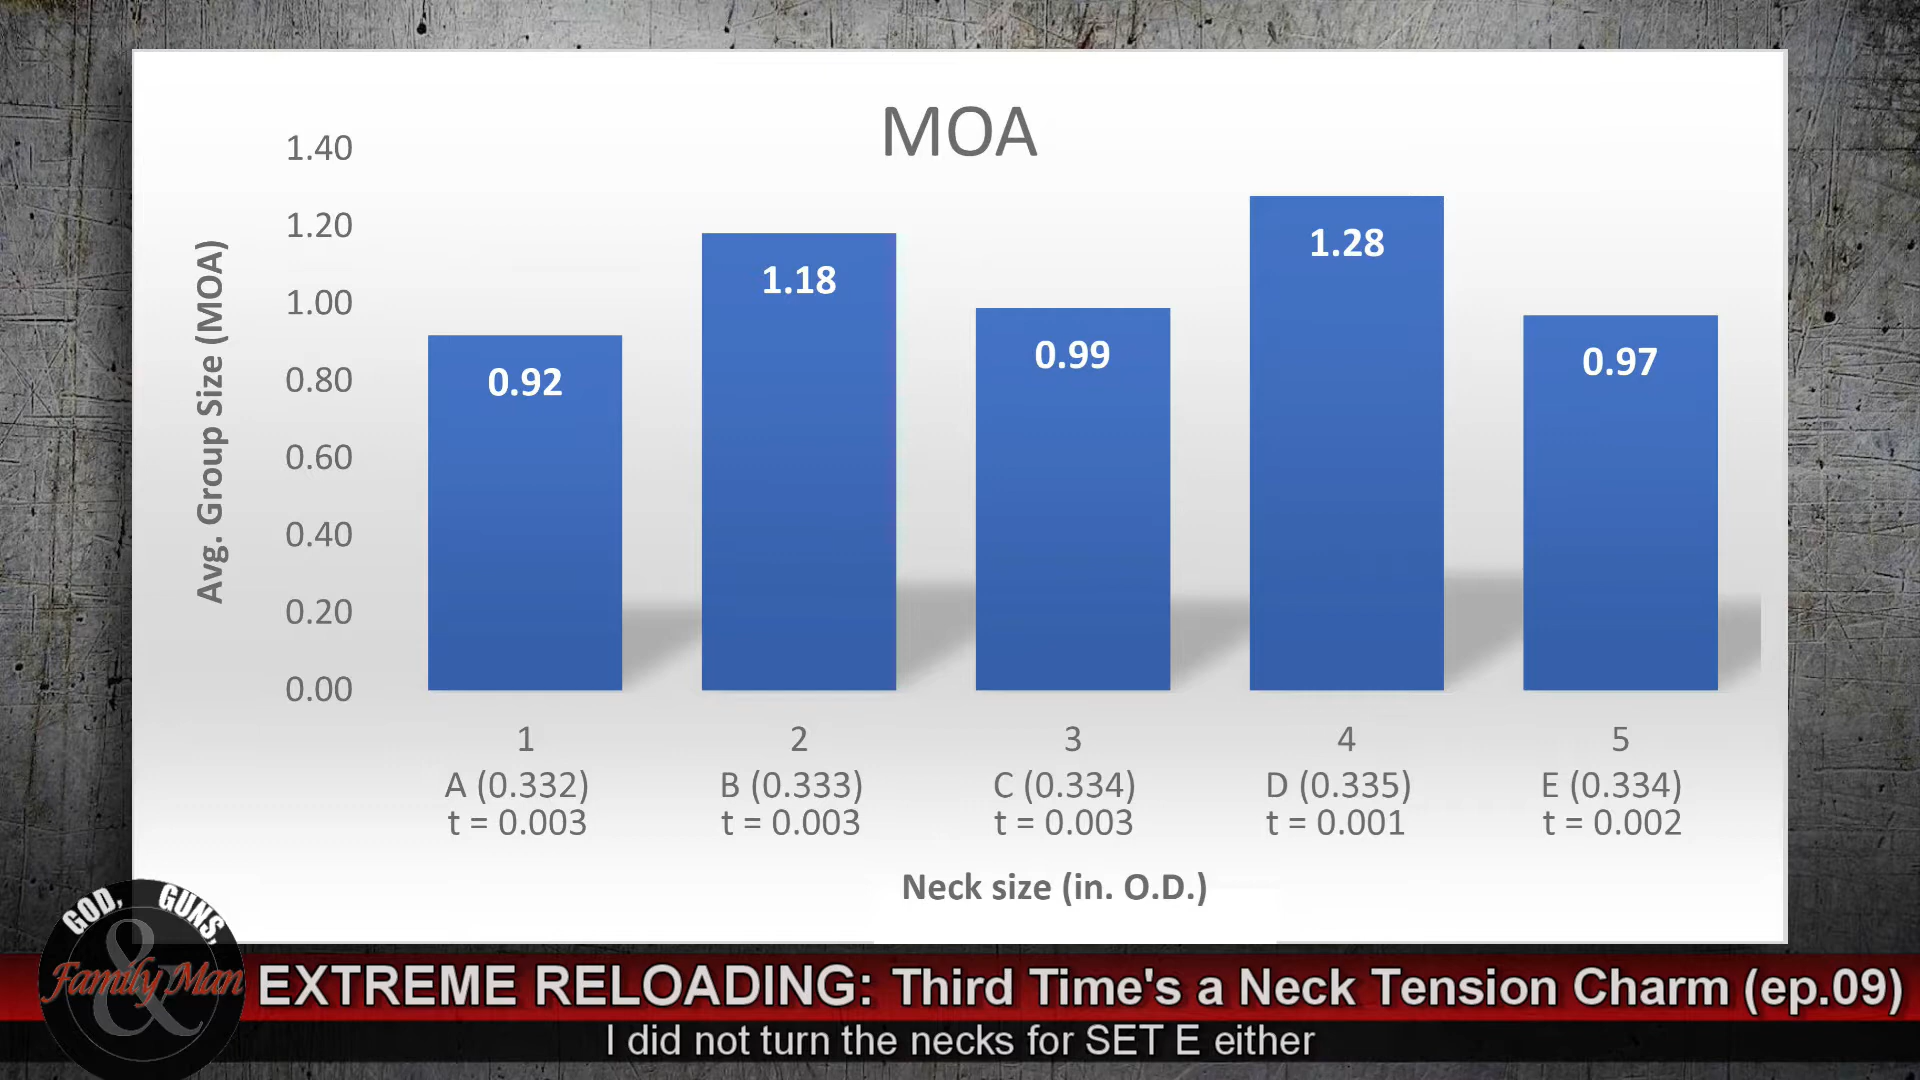 MOA
1.40
1.20
1.00
0.80
0.60
0.40
0.20
0.00
Avg. Group Size (MOA)
0.92
1.18
0.99
1.28
0.97
1 2 3 4 5
A (0.332) B (0.333) C (0.334) D (0.335) E (0.334)
t = 0.003 t = 0.003 t = 0.003 t = 0.001 t = 0.002
Neck size (in. O.D.)
GOD, GUNS,
&
Family Man
EXTREME RELOADING: Third Time's a Neck Tension Charm (ep.09)
I did not turn the necks for SET E either